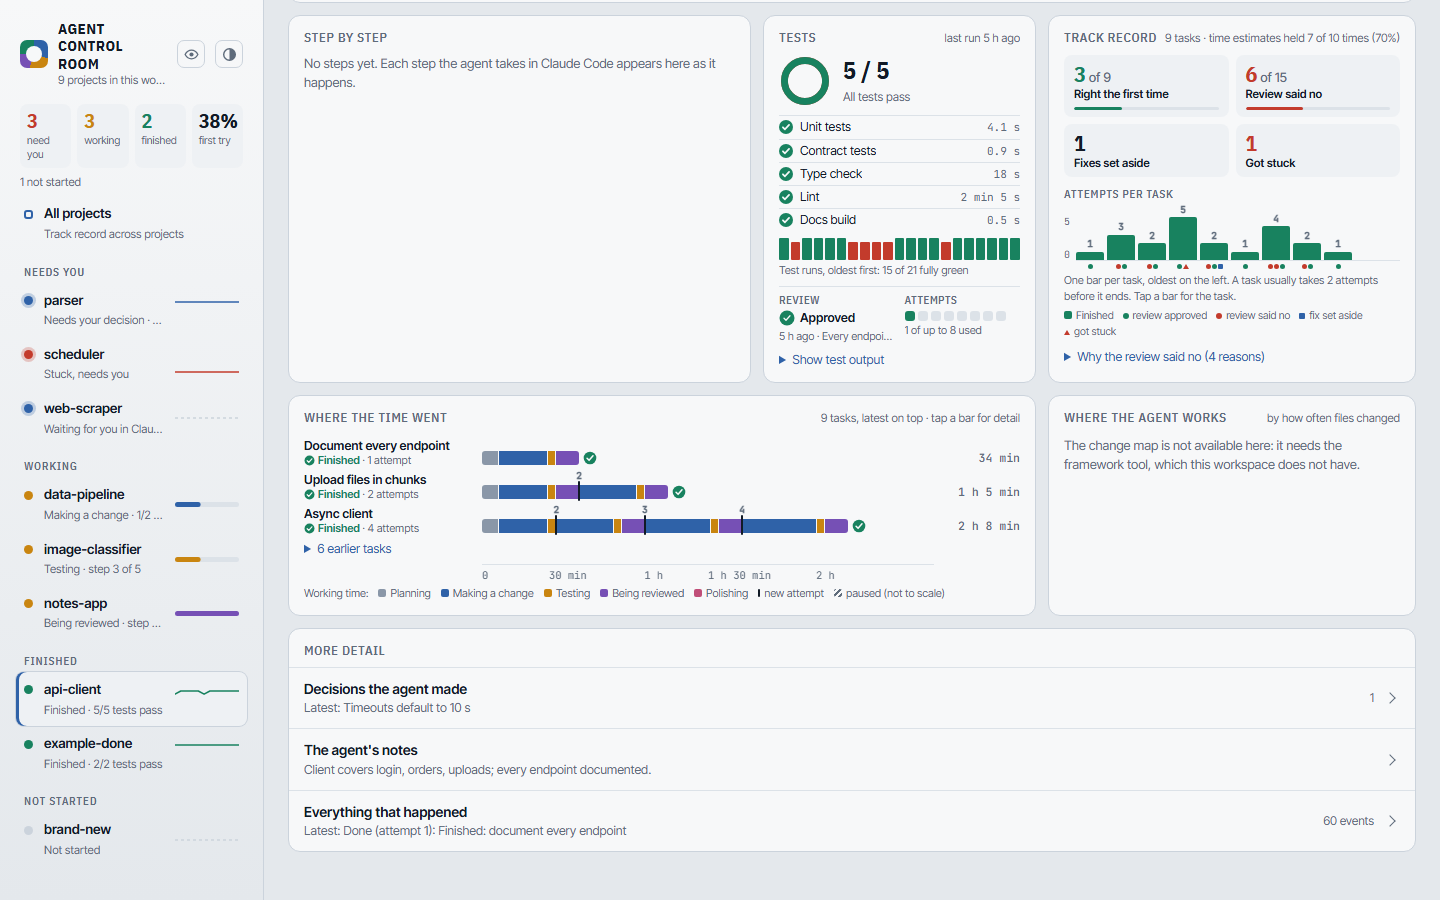 AGENT
CONTROL
ROOM
9 projects in this wo...
3 need you
3 working
2 finished
38% first try
1 not started
All projects
Track record across projects
NEEDS YOU
parser
Needs your decision · ...
scheduler
Stuck, needs you
web-scraper
Waiting for you in Clau...
WORKING
data-pipeline
Making a change · 1/2 ...
image-classifier
Testing · step 3 of 5
notes-app
Being reviewed · step ...
FINISHED
api-client
Finished · 5/5 tests pass
example-done
Finished · 2/2 tests pass
NOT STARTED
brand-new
Not started
STEP BY STEP
No steps yet. Each step the agent takes in Claude Code appears here as it
happens.
TESTS last run 5 h ago
5 / 5
All tests pass
Unit tests 4.1 s
Contract tests 0.9 s
Type check 18 s
Lint 2 min 5 s
Docs build 0.5 s
Test runs, oldest first: 15 of 21 fully green
REVIEW
Approved
5 h ago · Every endpoi...
ATTEMPTS
1 of up to 8 used
Show test output
TRACK RECORD 9 tasks · time estimates held 7 of 10 times (70%)
3 of 9
Right the first time
6 of 15
Review said no
1
Fixes set aside
1
Got stuck
ATTEMPTS PER TASK
5
0
1 3 2 5 2 1 4 2 1
One bar per task, oldest on the left. A task usually takes 2 attempts
before it ends. Tap a bar for the task.
Finished review approved review said no fix set aside
got stuck
Why the review said no (4 reasons)
WHERE THE TIME WENT 9 tasks, latest on top · tap a bar for detail
Document every endpoint
Finished · 1 attempt
34 min
Upload files in chunks
Finished · 2 attempts
2
1 h 5 min
Async client
Finished · 4 attempts
2 3 4
2 h 8 min
6 earlier tasks
0 30 min 1 h 1 h 30 min 2 h
Working time: Planning Making a change Testing Being reviewed Polishing new attempt paused (not to scale)
WHERE THE AGENT WORKS by how often files changed
The change map is not available here: it needs the
framework tool, which this workspace does not have.
MORE DETAIL
Decisions the agent made
Latest: Timeouts default to 10 s
1
The agent's notes
Client covers login, orders, uploads; every endpoint documented.
Everything that happened
Latest: Done (attempt 1): Finished: document every endpoint
60 events